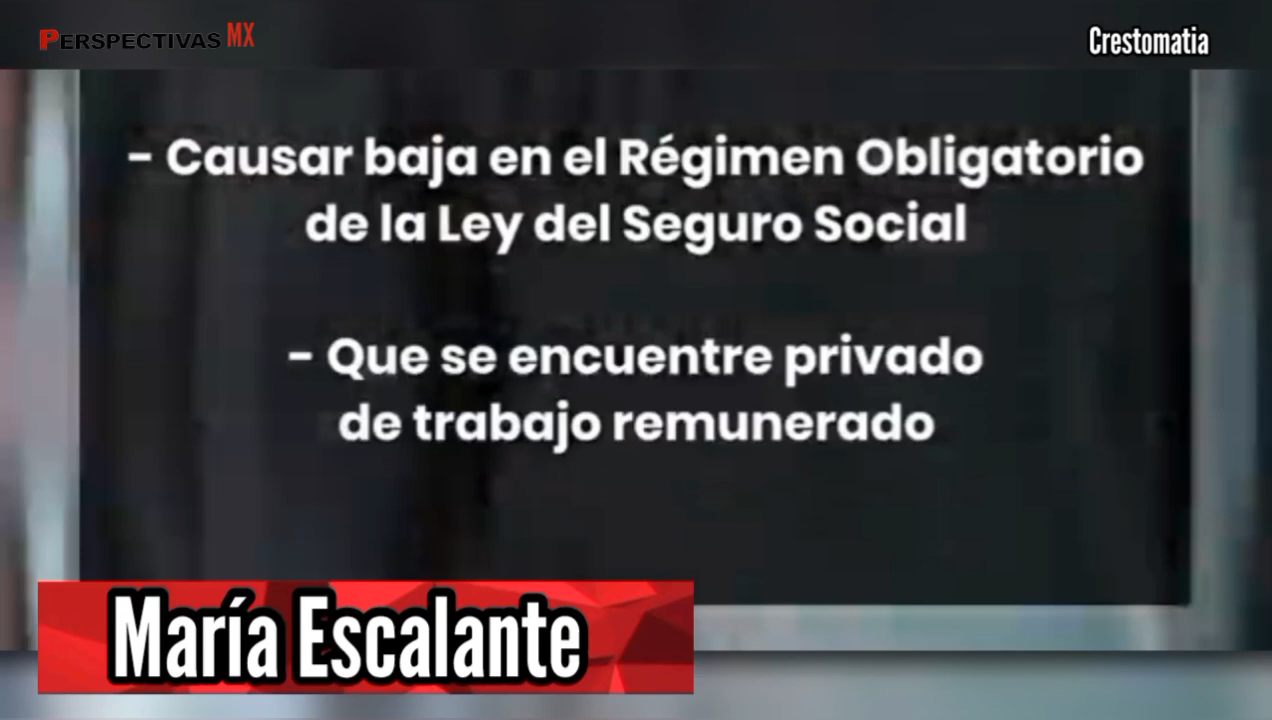 PERSPECTIVAS MX
Crestomatia
- Causar baja en el Régimen Obligatorio
de la Ley del Seguro Social
- Que se encuentre privado
de trabajo remunerado
María Escalante